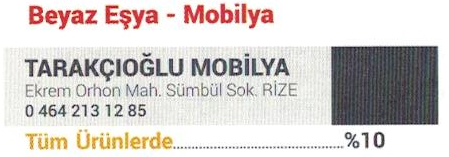 Beyaz Eşya - Mobilya
TARAKÇIOĞLU MOBİLYA
Ekrem Orhon Mah. Sümbül Sok. RİZE
0 464 213 12 85
Tüm Ürünlerde..........................................%10